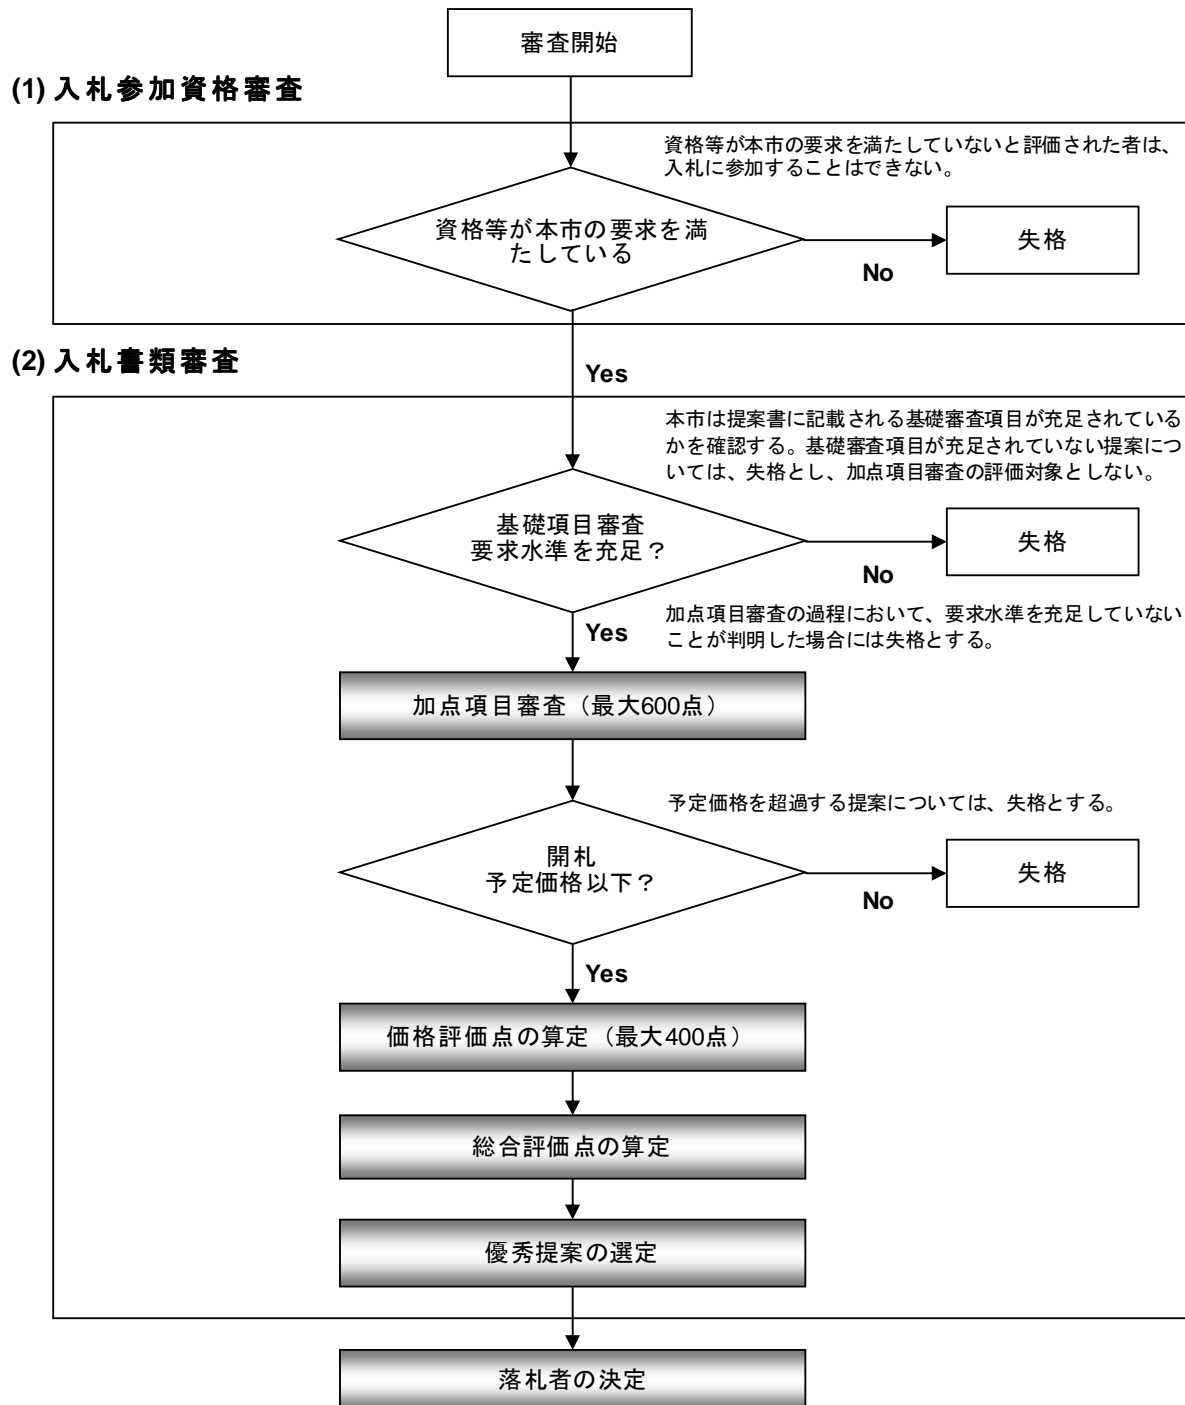 審査開始
(1) 入札参加資格審査
資格等が本市の要求を満たしていないと評価された者は、
入札に参加することはできない。
資格等が本市の要求を満
たしている
失格
No
(2) 入札書類審査
Yes
本市は提案書に記載される基礎審査項目が充足されている
かを確認する。基礎審査項目が充足されていない提案につ
いては、失格とし、加点項目審査の評価対象としない。
基礎項目審査
要求水準を充足？
失格
No
Yes
加点項目審査の過程において、要求水準を充足していない
ことが判明した場合には失格とする。
加点項目審査（最大600点）
予定価格を超過する提案については、失格とする。
開札
予定価格以下？
失格
No
Yes
価格評価点の算定（最大400点）
総合評価点の算定
優秀提案の選定
落札者の決定